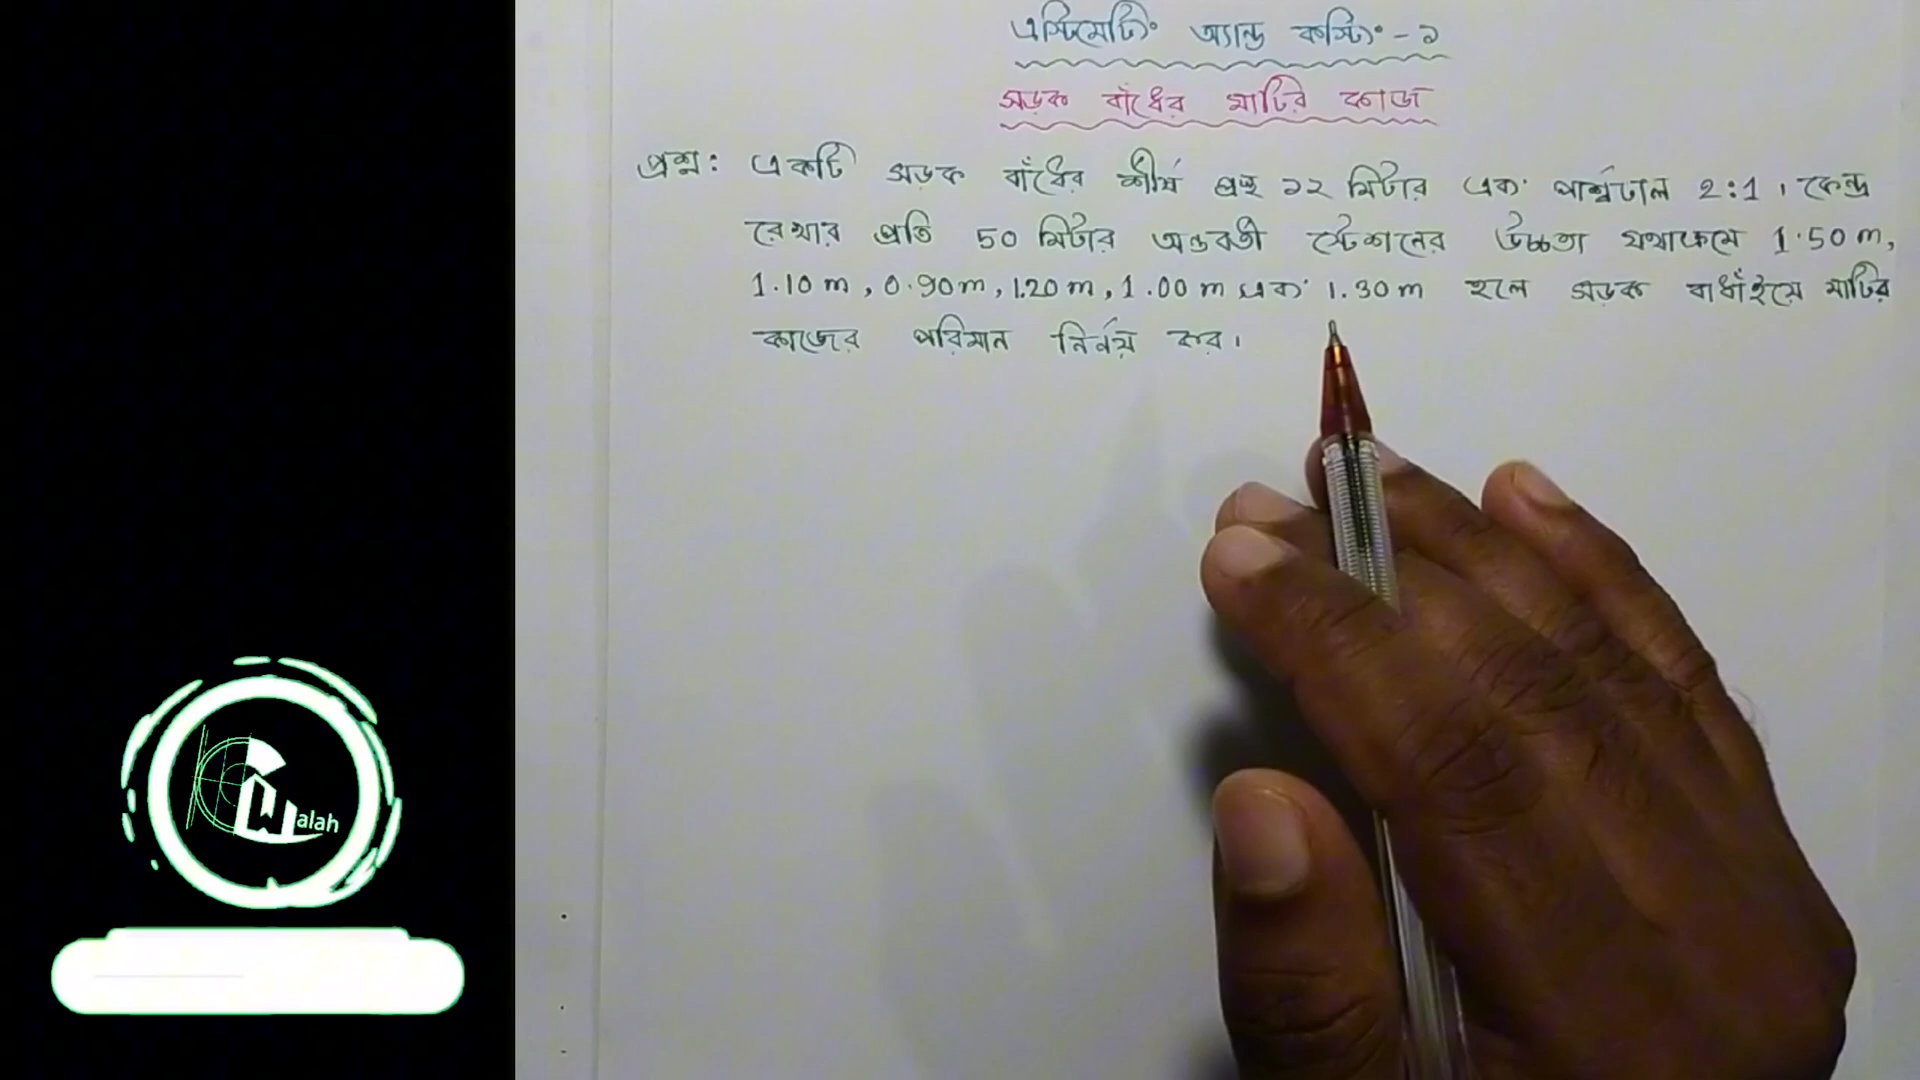 এস্টিমেটিং অ্যান্ড কস্টিং - ১
সড়ক বাঁধের মাটির কাজ
প্রশ্ন: একটি সড়ক বাঁধের শীর্ষ প্রস্থ ১২ মিটার এবং পার্শ্বঢাল 2:1। কেন্দ্র
রেখার প্রতি 50 মিটার অন্তবর্তী স্টেশনের উচ্চতা যথাক্রমে 1.50 m,
1.10 m, 0.90 m, 1.20 m, 1.00 m এবং 1.30 m হলে সড়ক বাধাঁইয়ে মাটির
কাজের পরিমান নির্নয় কর।
Walah